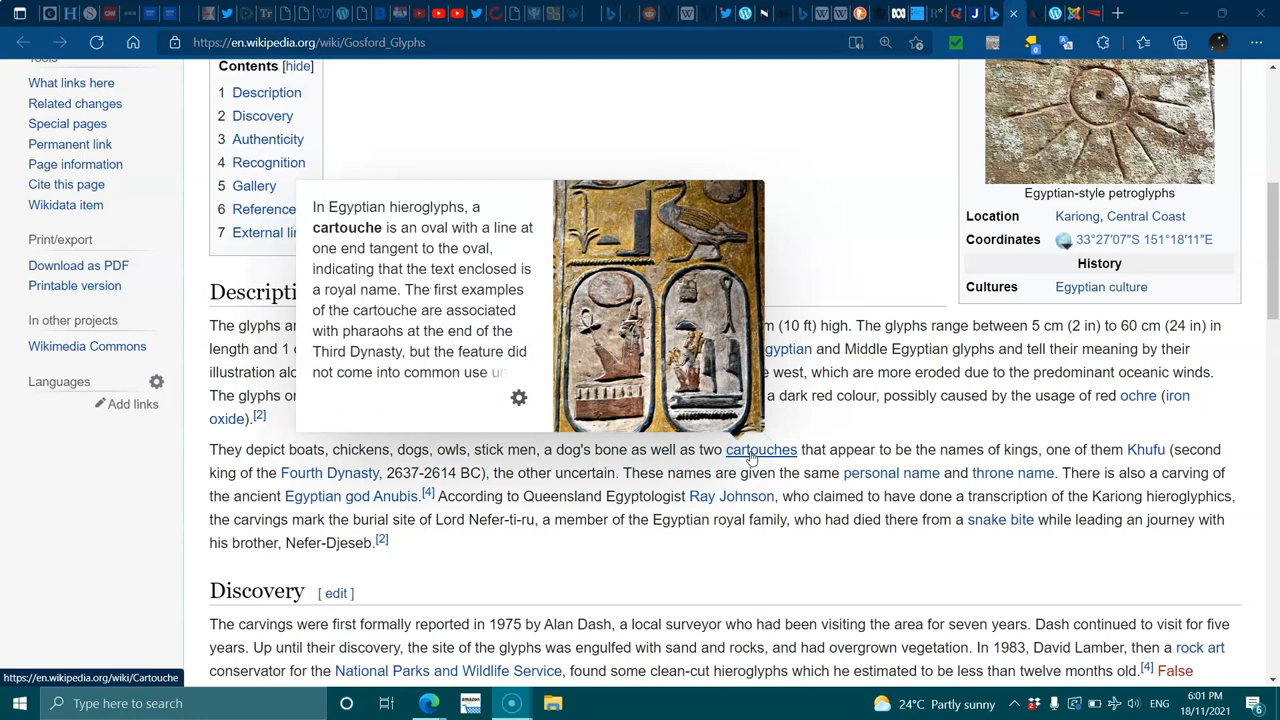 https://en.wikipedia.org/wiki/Gosford_Glyphs
Tools
What links here
Related changes
Special pages
Permanent link
Page information
Cite this page
Wikidata item
Print/export
Download as PDF
Printable version
In other projects
Wikimedia Commons
Languages
Add links
Contents [hide]
1 Description
2 Discovery
3 Authenticity
4 Recognition
5 Gallery
6 Reference
7 External li
In Egyptian hieroglyphs, a
cartouche is an oval with a line at
one end tangent to the oval,
indicating that the text enclosed is
a royal name. The first examples
of the cartouche are associated
with pharaohs at the end of the
Third Dynasty, but the feature did
not come into common use un
Egyptian-style petroglyphs
Location Kariong, Central Coast
Coordinates 33°27′07″S 151°18′11″E
History
Cultures Egyptian culture
Descripti
The glyphs ar m (10 ft) high. The glyphs range between 5 cm (2 in) to 60 cm (24 in) in
length and 1 gyptian and Middle Egyptian glyphs and tell their meaning by their
illustration alo e west, which are more eroded due to the predominant oceanic winds.
The glyphs on a dark red colour, possibly caused by the usage of red ochre (iron
oxide).[2]
They depict boats, chickens, dogs, owls, stick men, a dog's bone as well as two cartouches that appear to be the names of kings, one of them Khufu (second
king of the Fourth Dynasty, 2637-2614 BC), the other uncertain. These names are given the same personal name and throne name. There is also a carving of
the ancient Egyptian god Anubis.[4] According to Queensland Egyptologist Ray Johnson, who claimed to have done a transcription of the Kariong hieroglyphics,
the carvings mark the burial site of Lord Nefer-ti-ru, a member of the Egyptian royal family, who had died there from a snake bite while leading an journey with
his brother, Nefer-Djeseb.[2]
Discovery [ edit ]
The carvings were first formally reported in 1975 by Alan Dash, a local surveyor who had been visiting the area for seven years. Dash continued to visit for five
years. Up until their discovery, the site of the glyphs was engulfed with sand and rocks, and had overgrown vegetation. In 1983, David Lamber, then a rock art
conservator for the National Parks and Wildlife Service, found some clean-cut hieroglyphs which he estimated to be less than twelve months old.[4] False
https://en.wikipedia.org/wiki/Cartouche
Type here to search
amazon
24°C Partly sunny
ENG
6:01 PM
18/11/2021
6